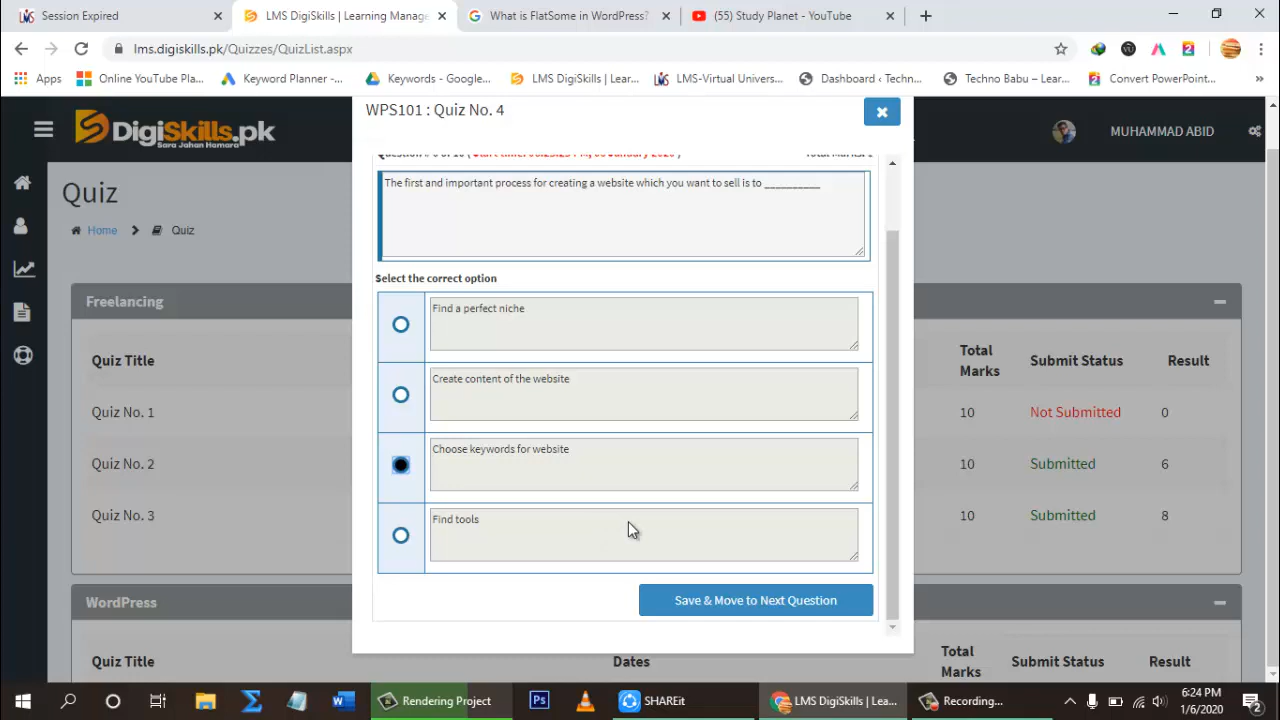 Session Expired
LMS DigiSkills | Learning Manage
What is FlatSome in WordPress?
(55) Study Planet - YouTube
lms.digiskills.pk/Quizzes/QuizList.aspx
Apps
Online YouTube Pla...
Keyword Planner -...
Keywords - Google...
LMS DigiSkills | Lear...
LMS-Virtual Univers...
Dashboard ‹ Techn...
Techno Babu – Lear...
Convert PowerPoint...
WPS101 : Quiz No. 4
DigiSkills.pk
Sara Jahan Hamara
MUHAMMAD ABID
Total Marks: 1
Quiz
Home
Quiz
The first and important process for creating a website which you want to sell is to __________
Select the correct option
Find a perfect niche
Create content of the website
Choose keywords for website
Find tools
Save & Move to Next Question
Freelancing
Quiz Title
Total Marks
Submit Status
Result
Quiz No. 1
10
Not Submitted
0
Quiz No. 2
10
Submitted
6
Quiz No. 3
10
Submitted
8
WordPress
Quiz Title
Dates
Total Marks
Submit Status
Result
Rendering Project
Ps
SHAREit
LMS DigiSkills | Lea...
Recording...
6:24 PM
1/6/2020